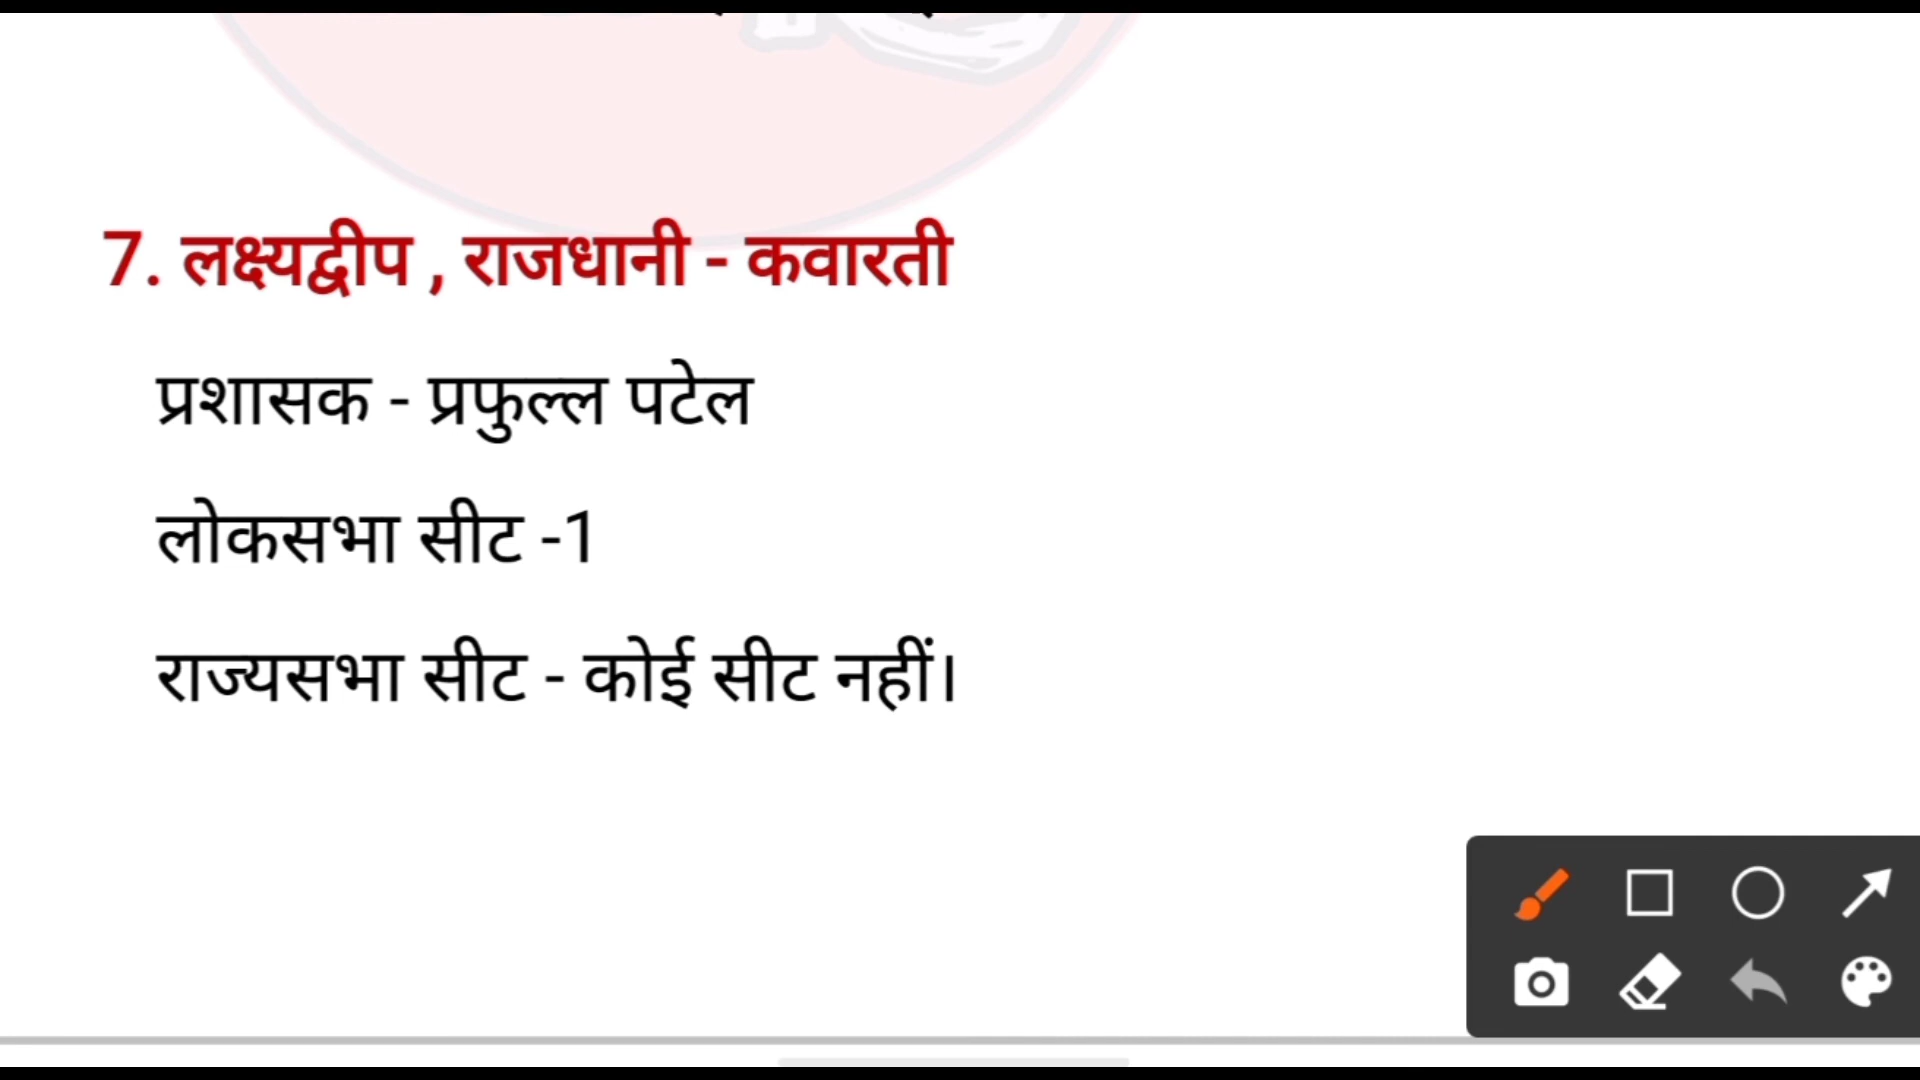 7. लक्ष्यद्वीप , राजधानी - कवारती
प्रशासक - प्रफुल्ल पटेल
लोकसभा सीट -1
राज्यसभा सीट - कोई सीट नहीं।